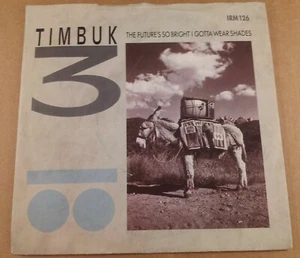 TIMBUK
3
THE FUTURE'S SO BRIGHT I GOTTA WEAR SHADES
IRM 126